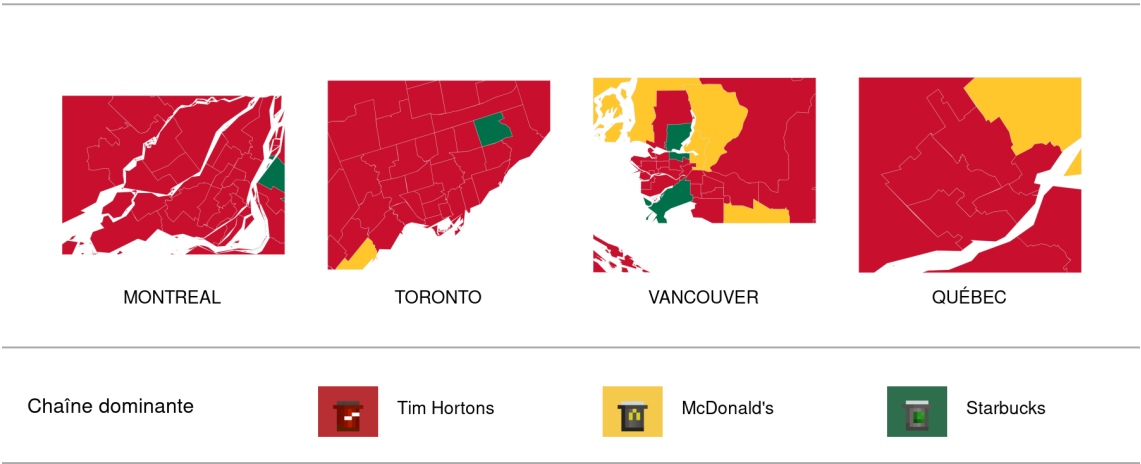 MONTREAL
TORONTO
VANCOUVER
QUÉBEC
Chaîne dominante
Tim Hortons
McDonald's
Starbucks